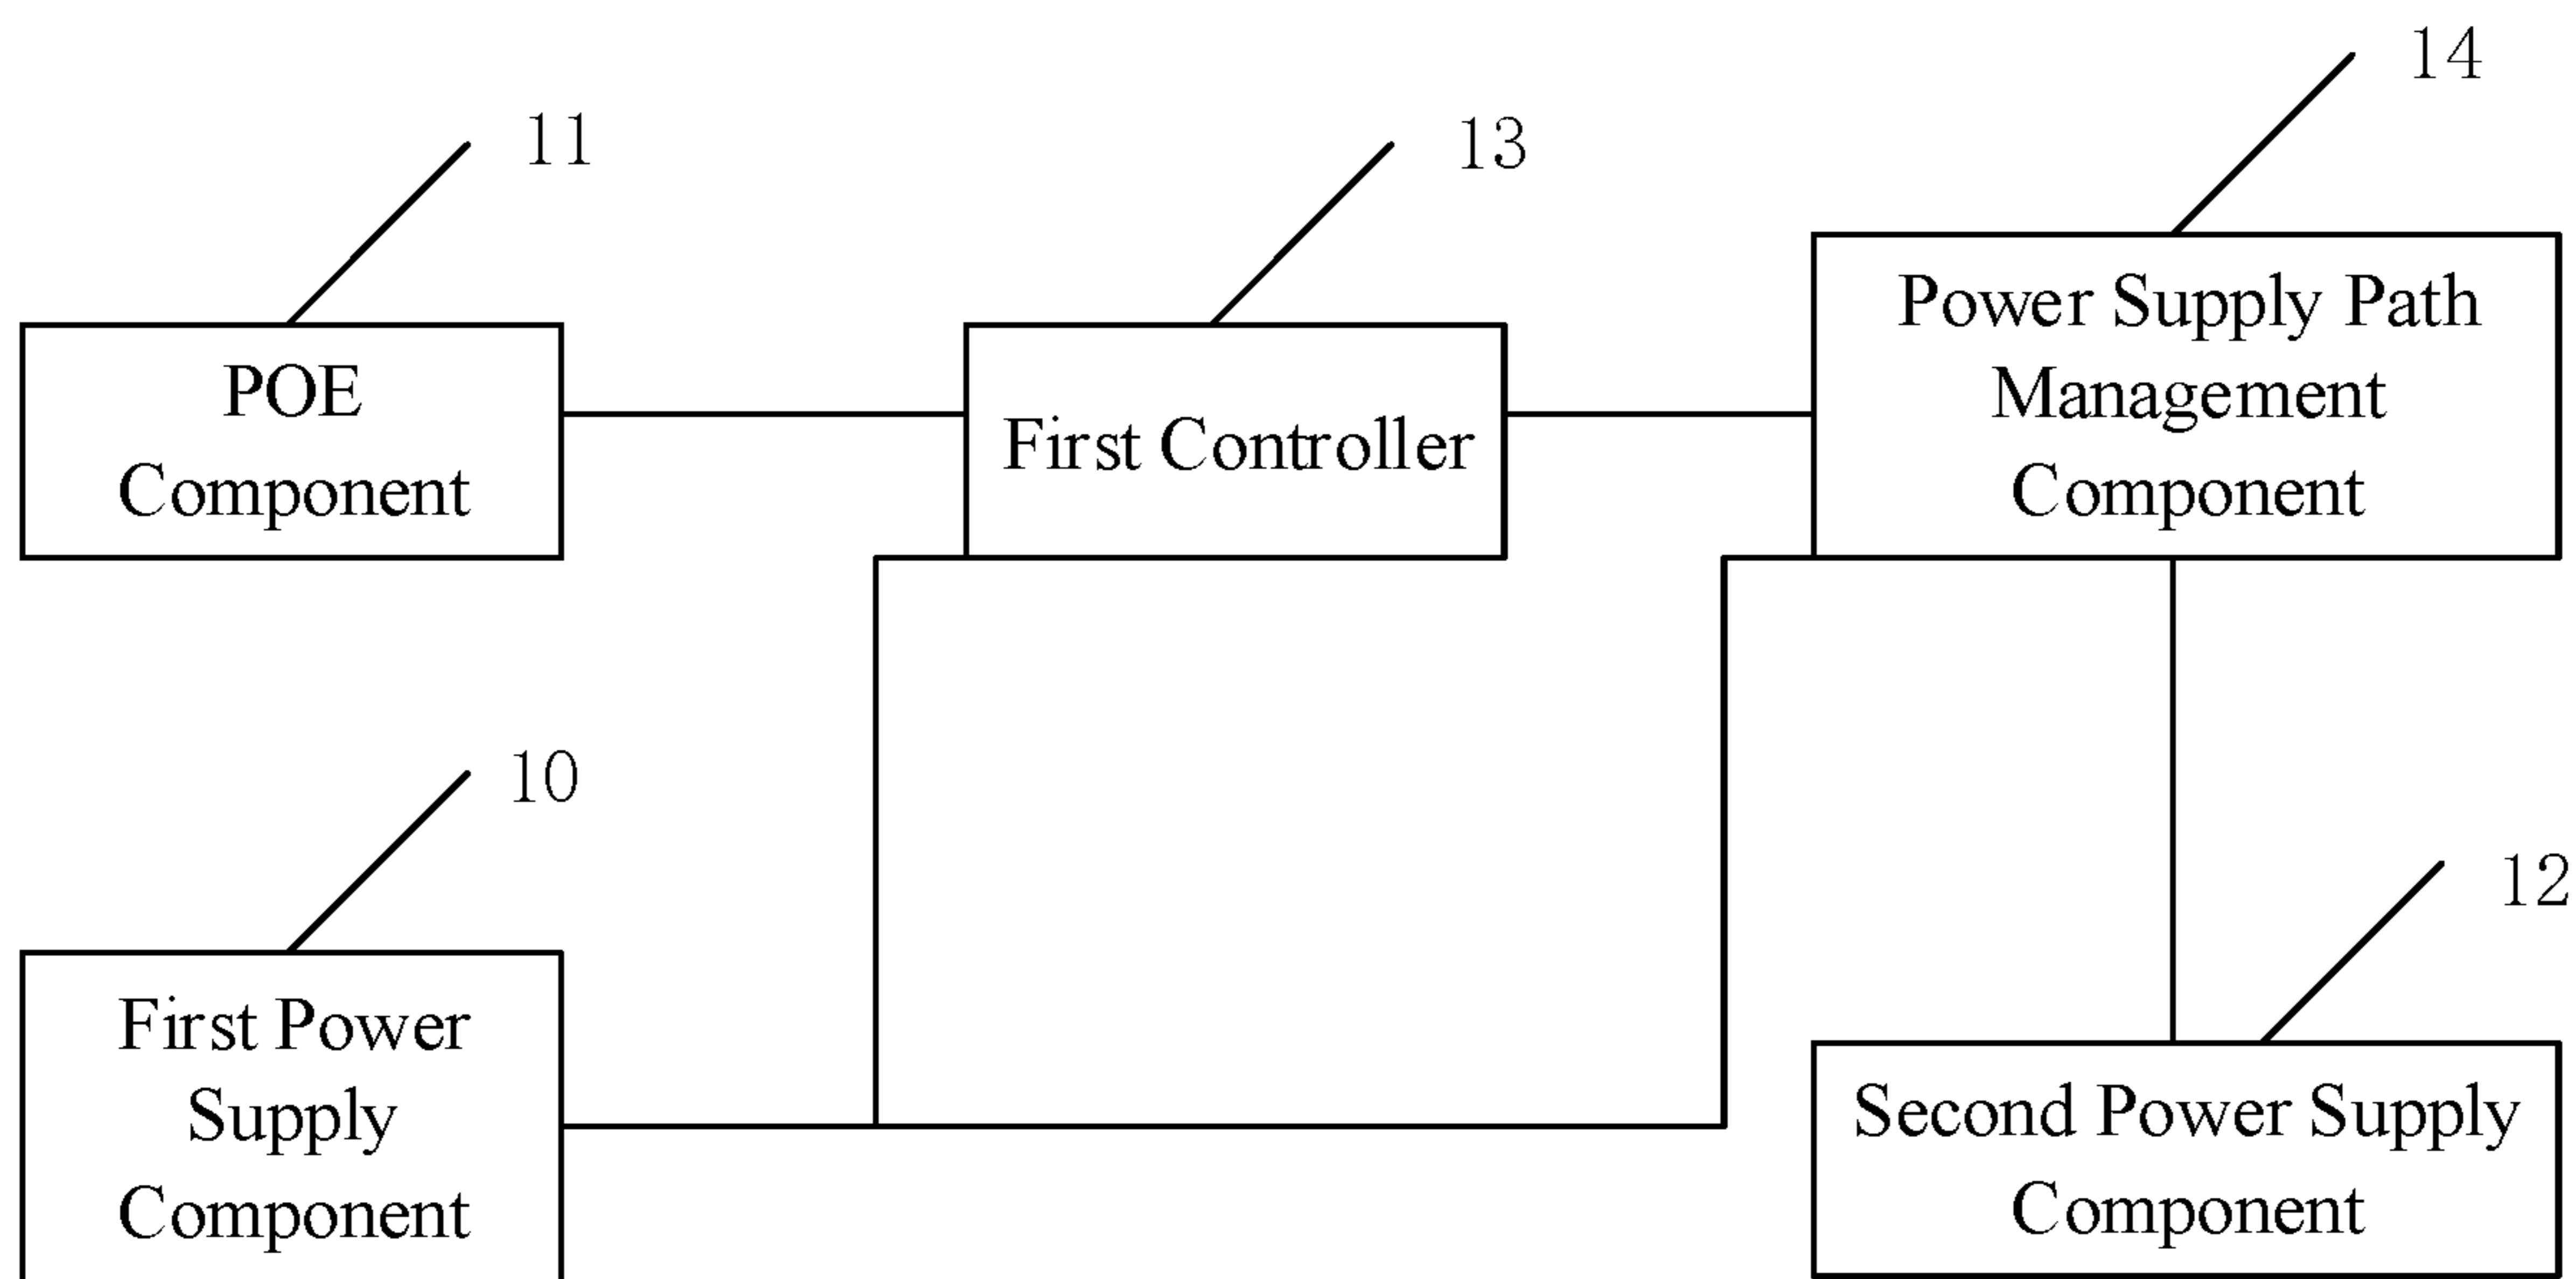 14
11
13
POE
Component
First Controller
Power Supply Path
Management
Component
10
12
First Power
Supply
Component
Second Power Supply
Component